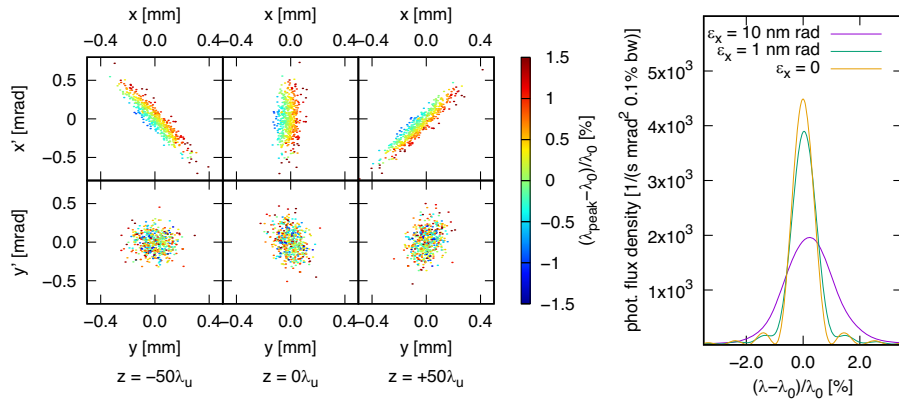 x [mm] x [mm] x [mm]
−0.4 0.0 0.4 −0.4 0.0 0.4 −0.4 0.0 0.4
x' [mrad]
0.5
0
−0.5
y' [mrad]
0.5
0.0
−0.5
−0.4 0.0 0.4 −0.4 0.0 0.4 −0.4 0.0 0.4
y [mm] y [mm] y [mm]
z = −50λu z = 0λu z = +50λu
1.5
1
0.5
0
−0.5
−1
−1.5
(λpeak−λ0)/λ0 [%]
phot. flux density [1/(s mrad² 0.1% bw)]
εx = 10 nm rad
εx = 1 nm rad
εx = 0
5x10³
4x10³
3x10³
2x10³
1x10³
−2.0 0.0 2.0
(λ−λ0)/λ0 [%]